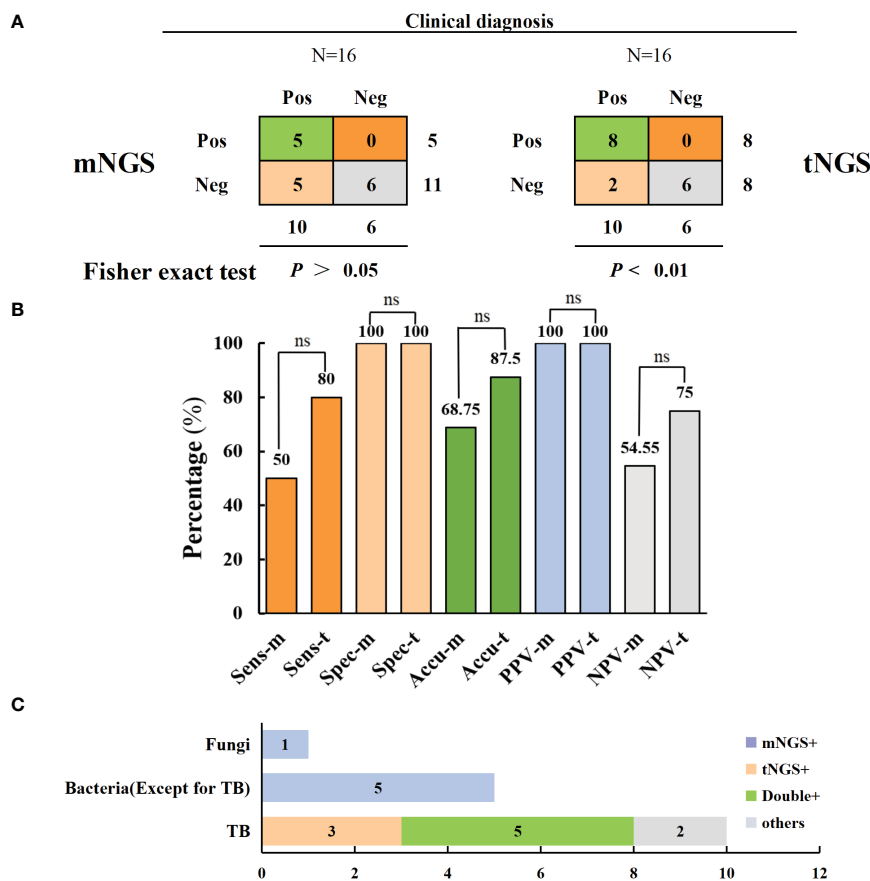 A
Clinical diagnosis
N=16 N=16
Pos Neg Pos Neg
mNGS Pos 5 0 5 Pos 8 0 8 tNGS
Neg 5 6 11 Neg 2 6 8
10 6 10 6
Fisher exact test P > 0.05 P < 0.01
B
Percentage (%)
100
80
60
40
20
0
ns ns ns ns ns
50 80 100 100 68.75 87.5 100 100 54.55 75
Sens-m Sens-t Spec-m Spec-t Accu-m Accu-t PPV-m PPV-t NPV-m NPV-t
C
Fungi 1
Bacteria(Except for TB) 5
TB 3 5 2
0 2 4 6 8 10 12
mNGS+
tNGS+
Double+
others